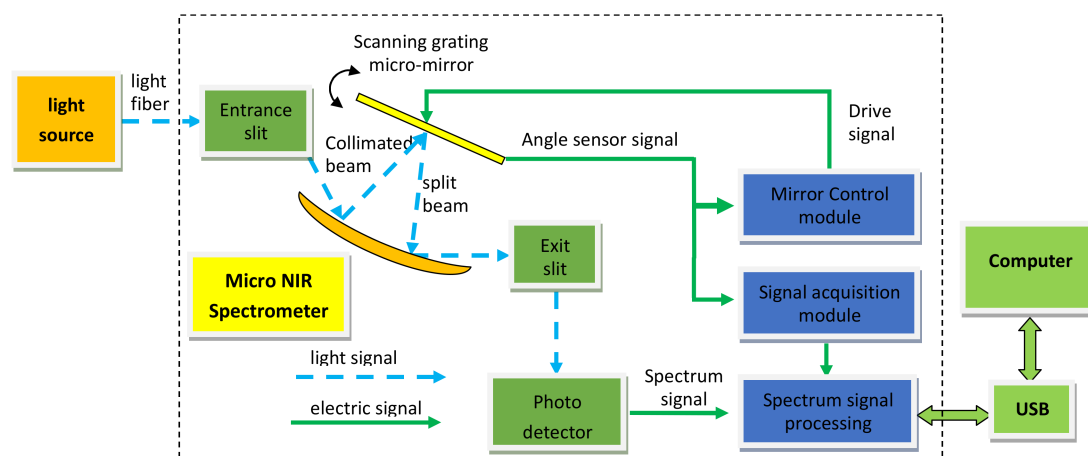 Scanning grating
micro-mirror
light
fiber
light
source
Entrance
slit
Drive
signal
Collimated
beam
Angle sensor signal
split
beam
Mirror Control
module
Exit
slit
Computer
Micro NIR
Spectrometer
Signal acquisition
module
light signal
Spectrum
signal
electric signal
Photo
detector
Spectrum signal
processing
USB